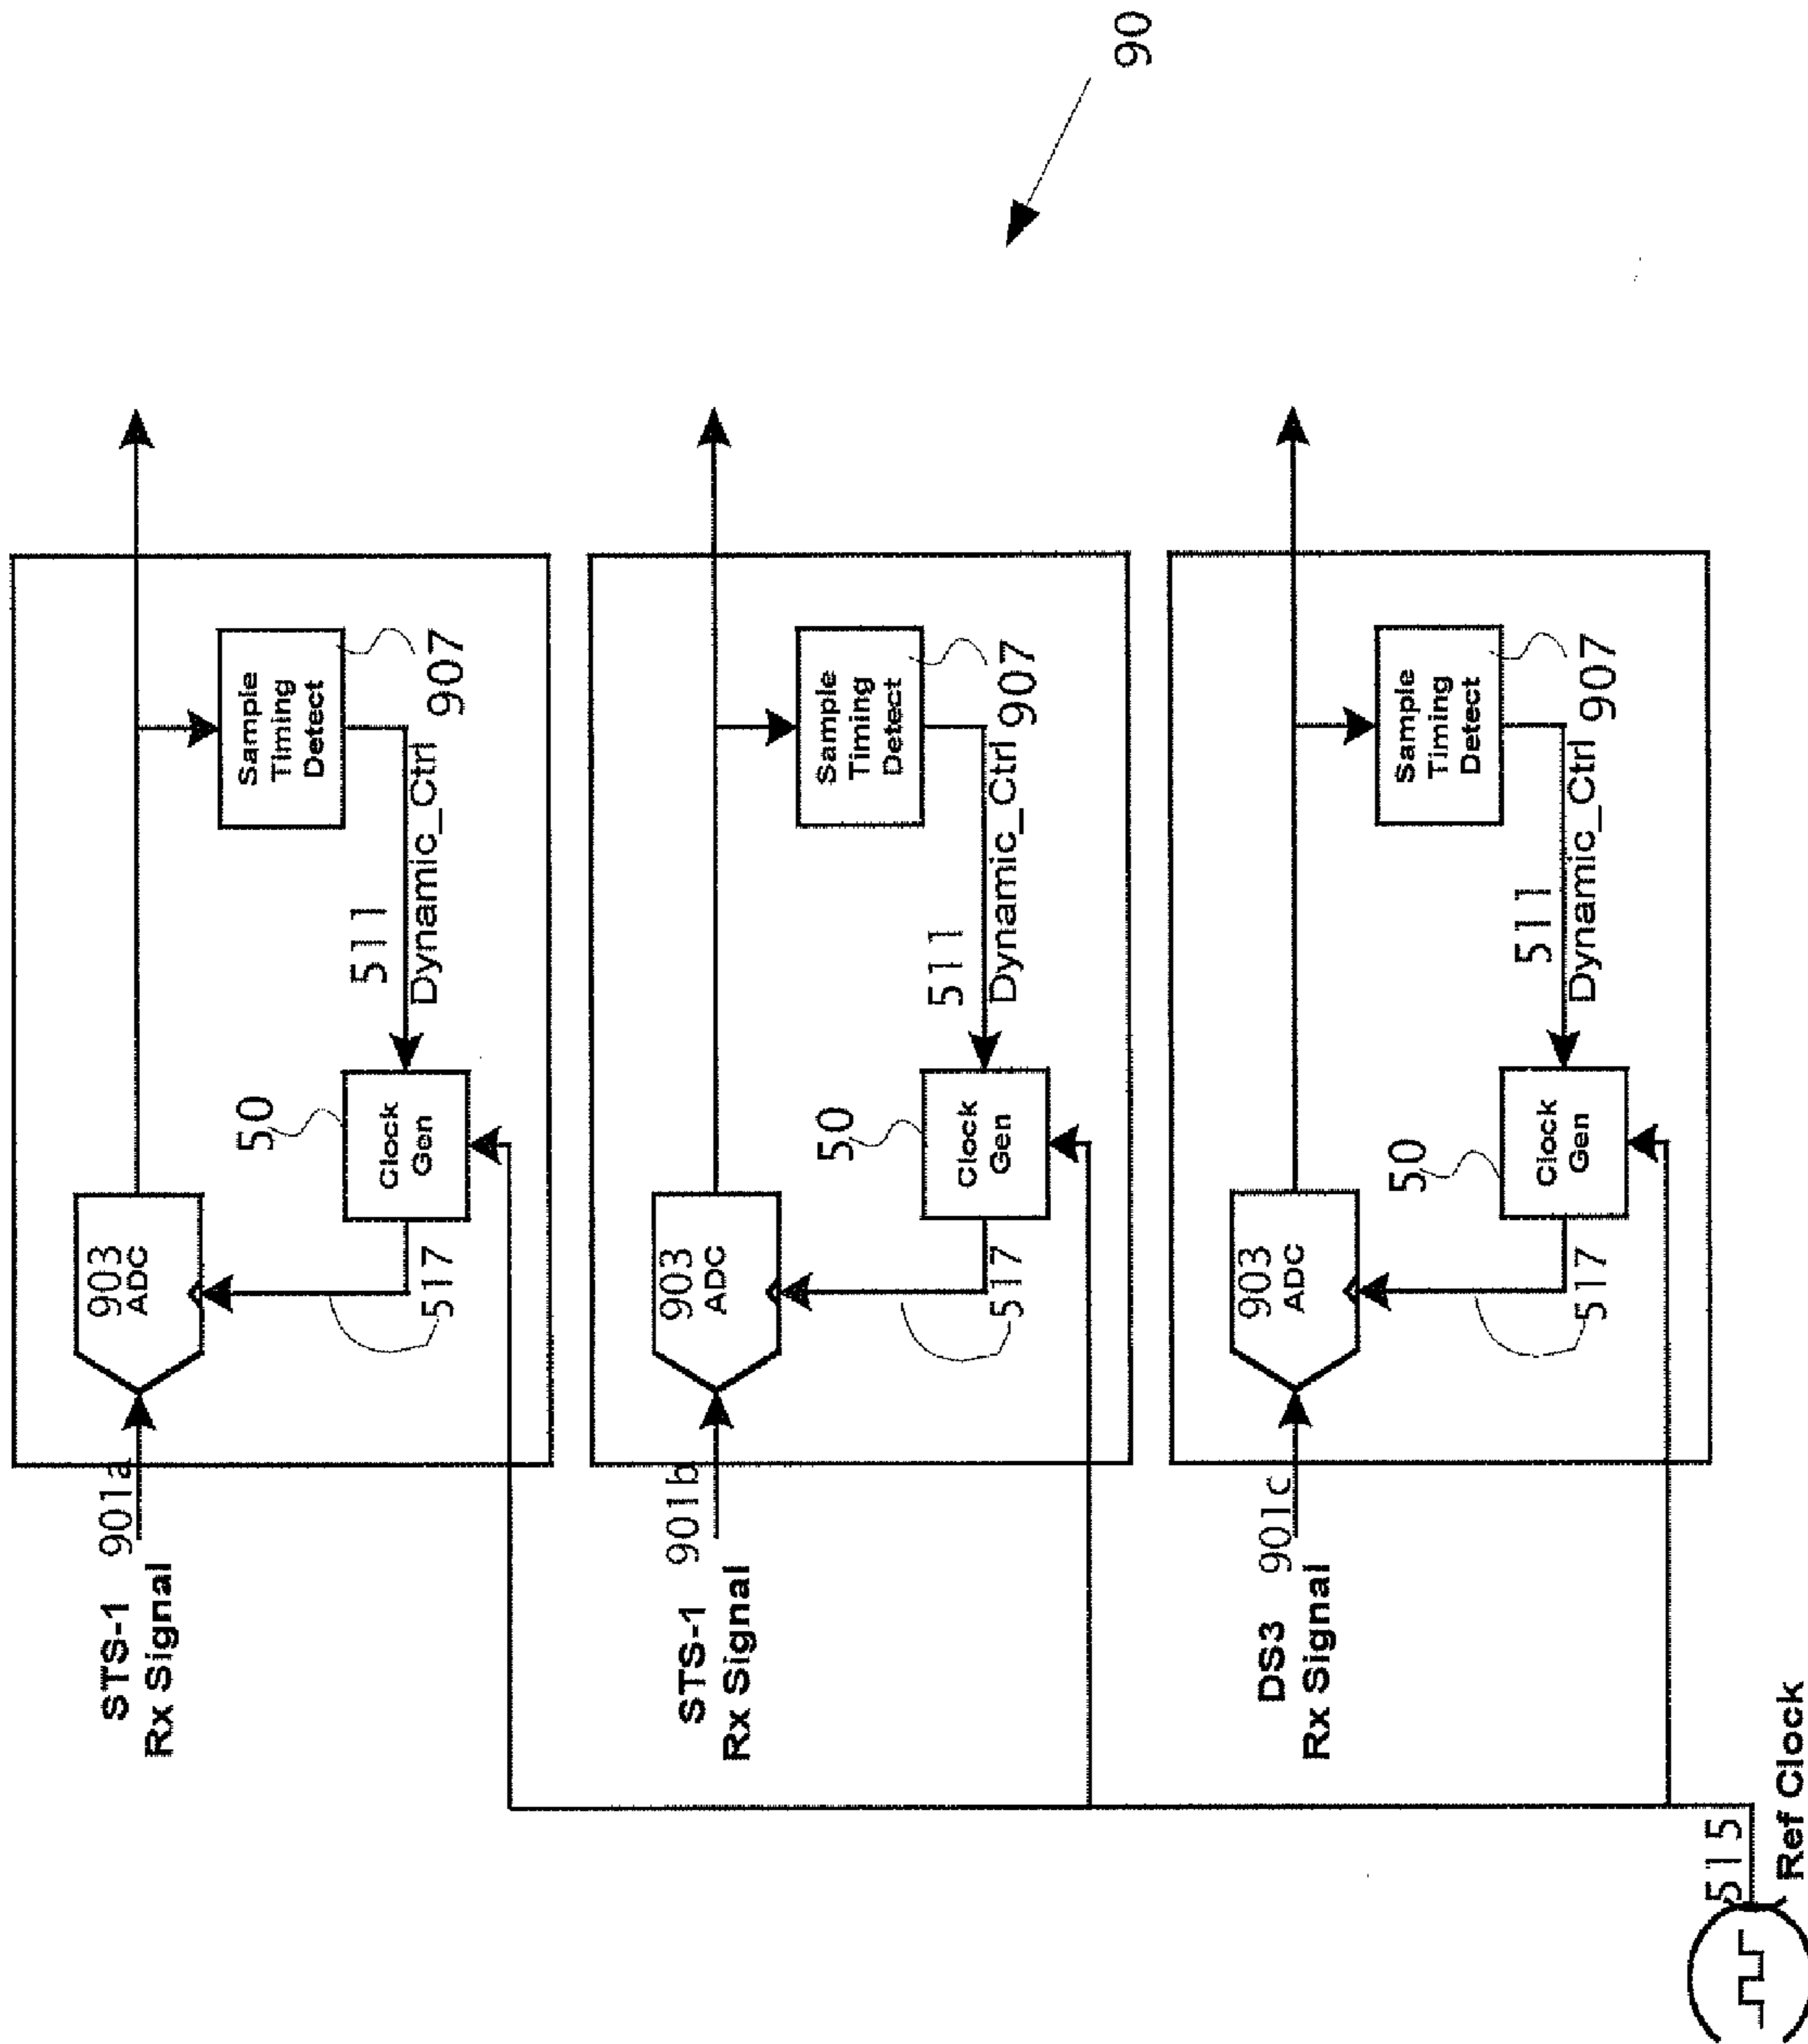 90
STS-1
Rx Signal
901a
903
ADC
517
50
Clock
Gen
511
Dynamic_Ctrl
Sample
Timing
Detect
907
STS-1
Rx Signal
901b
903
ADC
517
50
Clock
Gen
511
Dynamic_Ctrl
Sample
Timing
Detect
907
DS3
Rx Signal
901c
903
ADC
517
50
Clock
Gen
511
Dynamic_Ctrl
Sample
Timing
Detect
907
515
Ref Clock